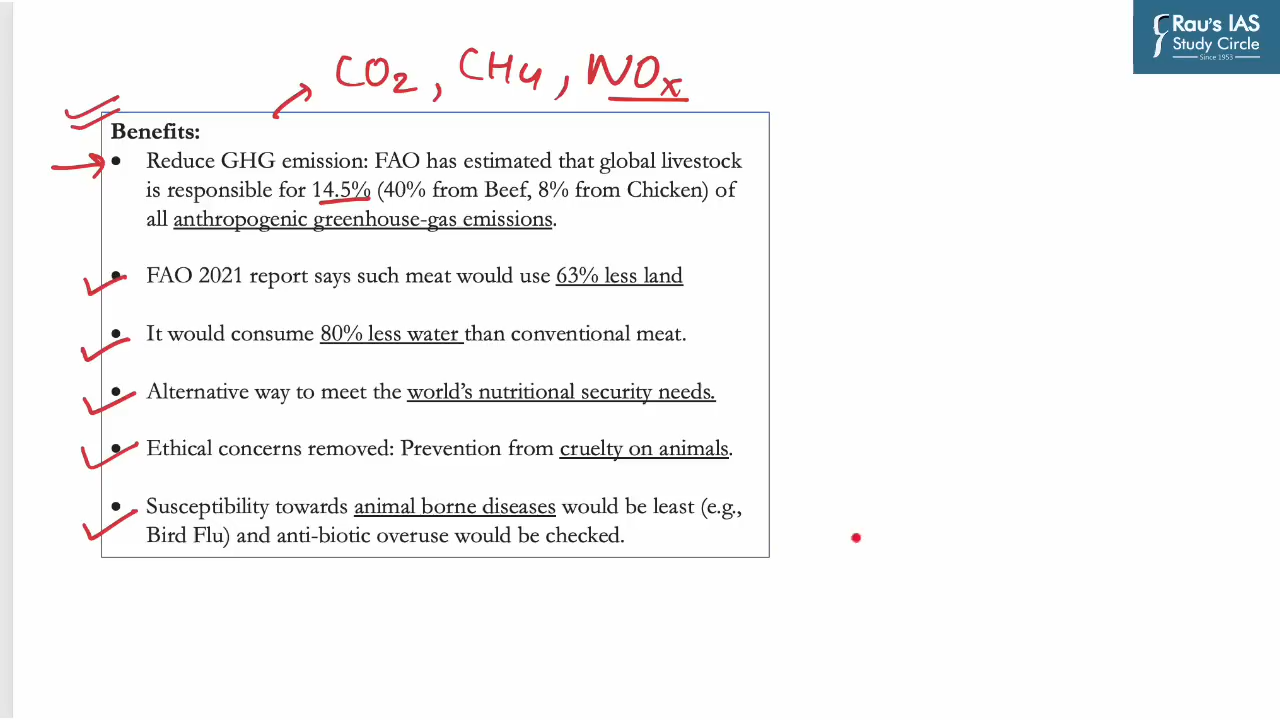 Rau's IAS
Study Circle
Since 1953
CO2, CH4, NOx
Benefits:
• Reduce GHG emission: FAO has estimated that global livestock
is responsible for 14.5% (40% from Beef, 8% from Chicken) of
all anthropogenic greenhouse-gas emissions.
• FAO 2021 report says such meat would use 63% less land
• It would consume 80% less water than conventional meat.
• Alternative way to meet the world's nutritional security needs.
• Ethical concerns removed: Prevention from cruelty on animals.
• Susceptibility towards animal borne diseases would be least (e.g.,
Bird Flu) and anti-biotic overuse would be checked.